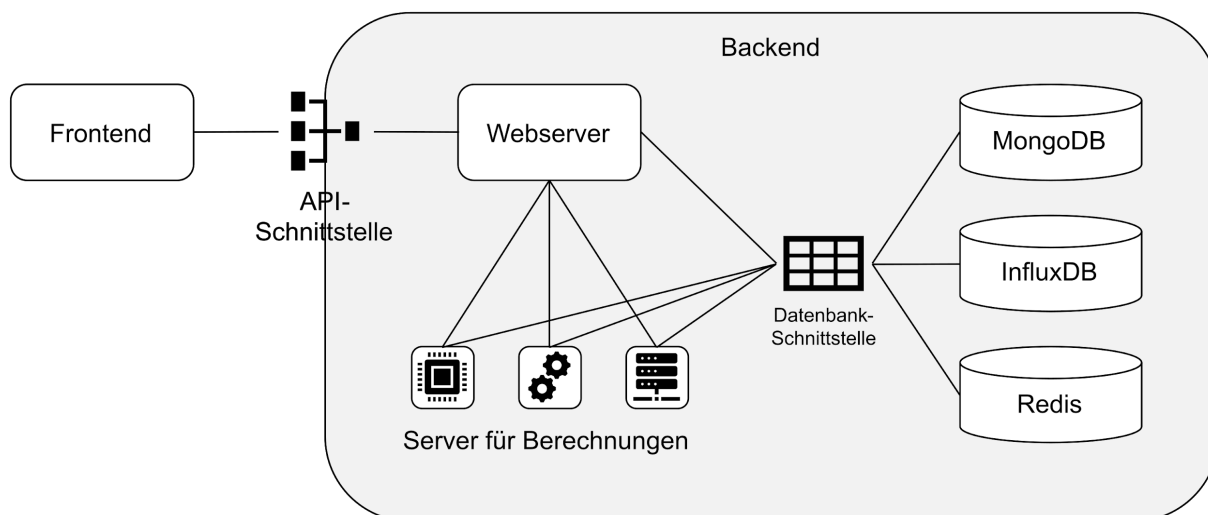 Backend
Frontend
API-
Schnittstelle
Webserver
MongoDB
InfluxDB
Datenbank-
Schnittstelle
Redis
Server für Berechnungen